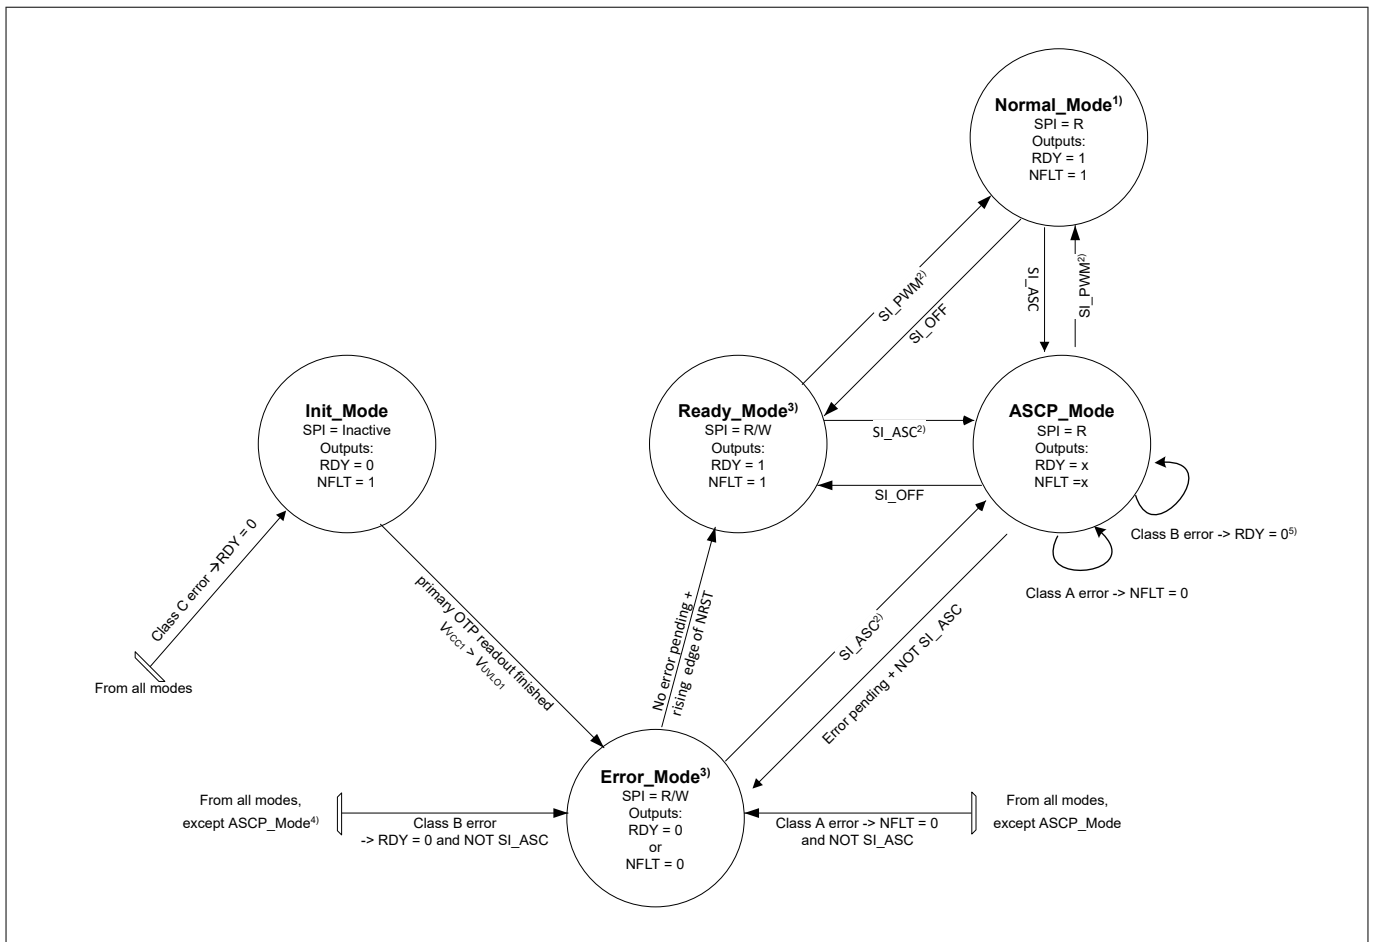 Normal_Mode1)
SPI = R
Outputs:
RDY = 1
NFLT = 1
SI_PWM2)
SI_OFF
SI_ASC
SI_PWM2)
Init_Mode
SPI = Inactive
Outputs:
RDY = 0
NFLT = 1
Ready_Mode3)
SPI = R/W
Outputs:
RDY = 1
NFLT = 1
SI_ASC2)
SI_OFF
ASCP_Mode
SPI = R
Outputs:
RDY = x
NFLT =x
Class B error -> RDY = 05)
Class A error -> NFLT = 0
Class C error →RDY = 0
From all modes
primary OTP readout finished
VVCC1 > VUVLO1
No error pending +
rising edge of NRST
SI_ASC2)
Error pending + NOT SI_ASC
Error_Mode3)
SPI = R/W
Outputs:
RDY = 0
or
NFLT = 0
From all modes,
except ASCP_Mode4)
Class B error
-> RDY = 0 and NOT SI_ASC
Class A error -> NFLT = 0
and NOT SI_ASC
From all modes,
except ASCP_Mode